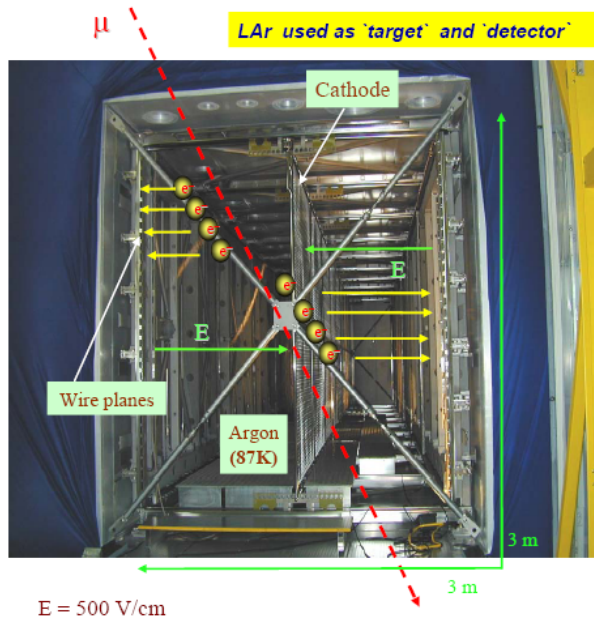 μ
LAr used as `target` and `detector`
Cathode
e-
e-
e-
e-
E
e-
e-
e-
e-
E
Wire planes
Argon
(87K)
3 m
3 m
E = 500 V/cm